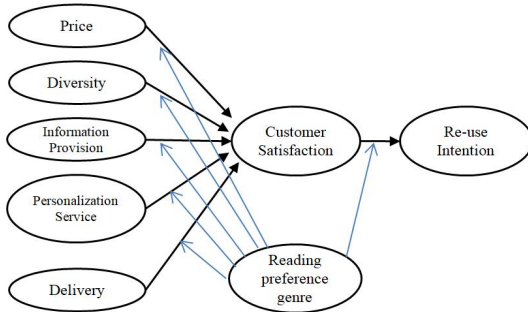 Price
Diversity
Information
Provision
Personalization
Service
Delivery
Customer
Satisfaction
Re-use
Intention
Reading
preference
genre